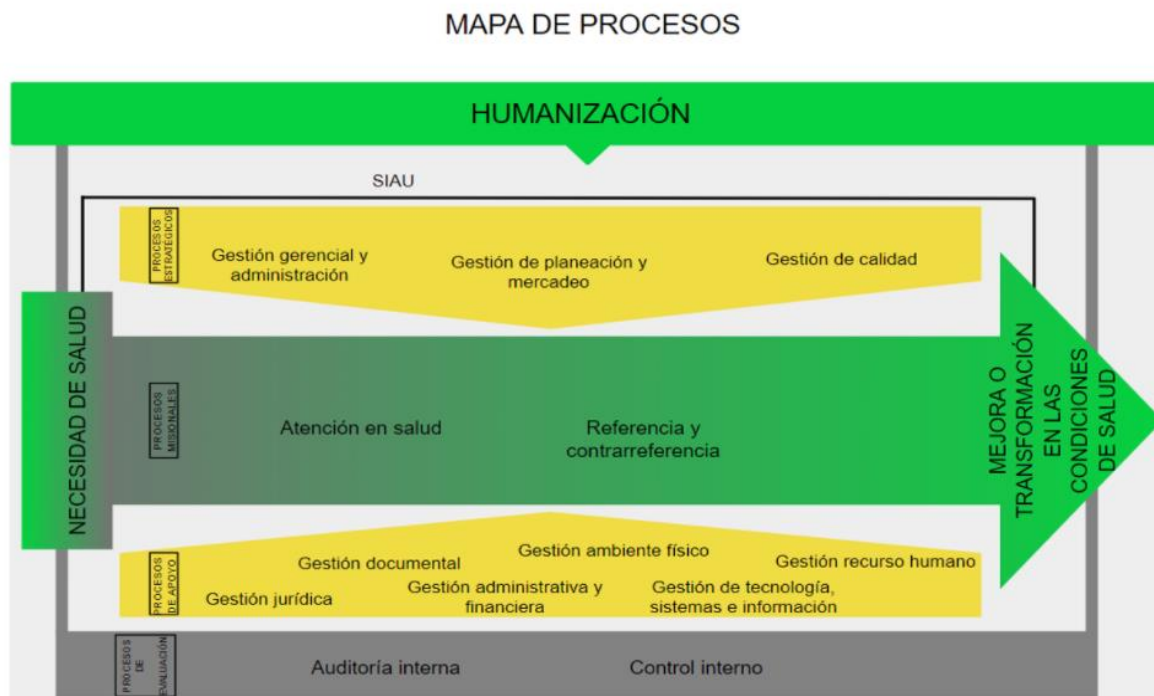 MAPA DE PROCESOS
HUMANIZACIÓN
SIAU
PROCESOS
ESTRATÉGICOS
Gestión gerencial y
administración
Gestión de planeación y
mercadeo
Gestión de calidad
NECESIDAD DE SALUD
PROCESOS
MISIONALES
Atención en salud
Referencia y
contrarreferencia
MEJORA O
TRANSFORMACIÓN
EN LAS
CONDICIONES
DE SALUD
PROCESOS
DE APOYO
Gestión documental
Gestión ambiente físico
Gestión recurso humano
Gestión jurídica
Gestión administrativa y
financiera
Gestión de tecnología,
sistemas e información
PROCESOS
DE
EVALUACIÓN
Auditoría interna
Control interno